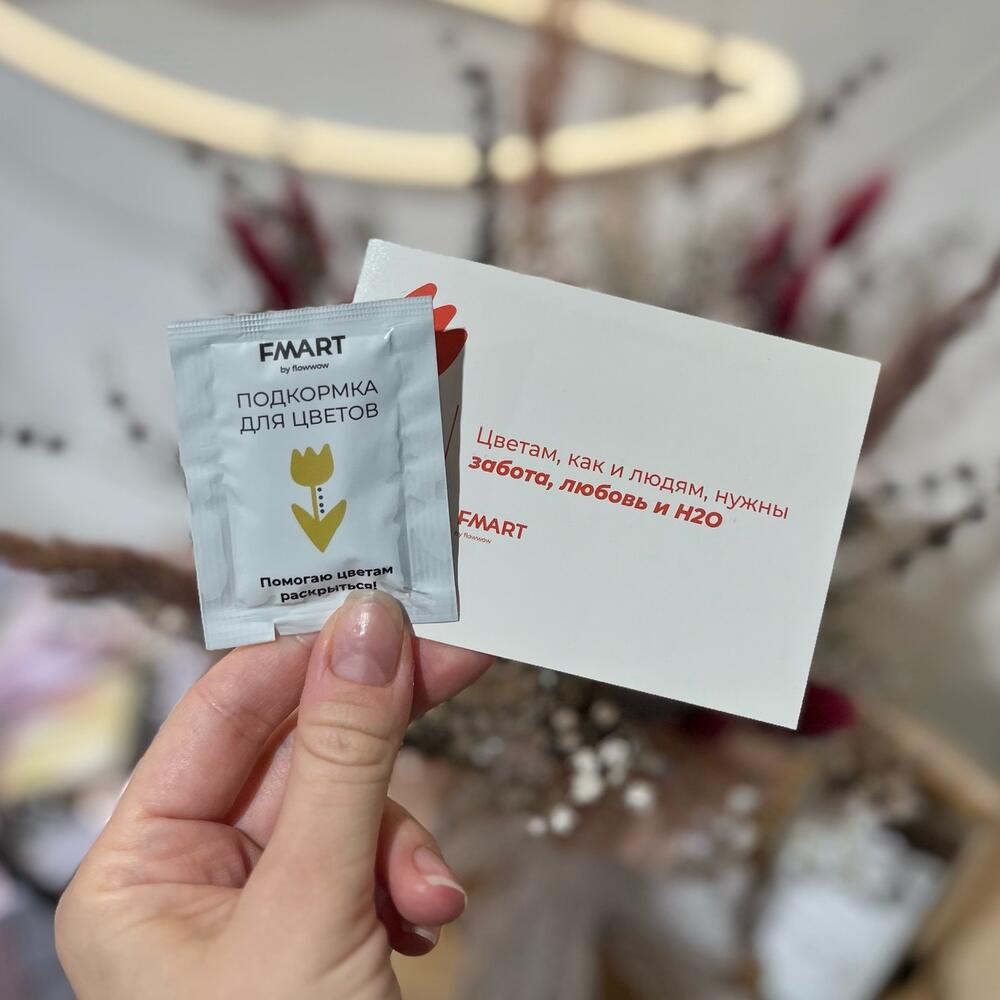 FMART
by flowwow
ПОДКОРМКА
ДЛЯ ЦВЕТОВ
Помогаю цветам
раскрыться!
Цветам, как и людям, нужны
забота, любовь и H2O
FMART
by flowwow